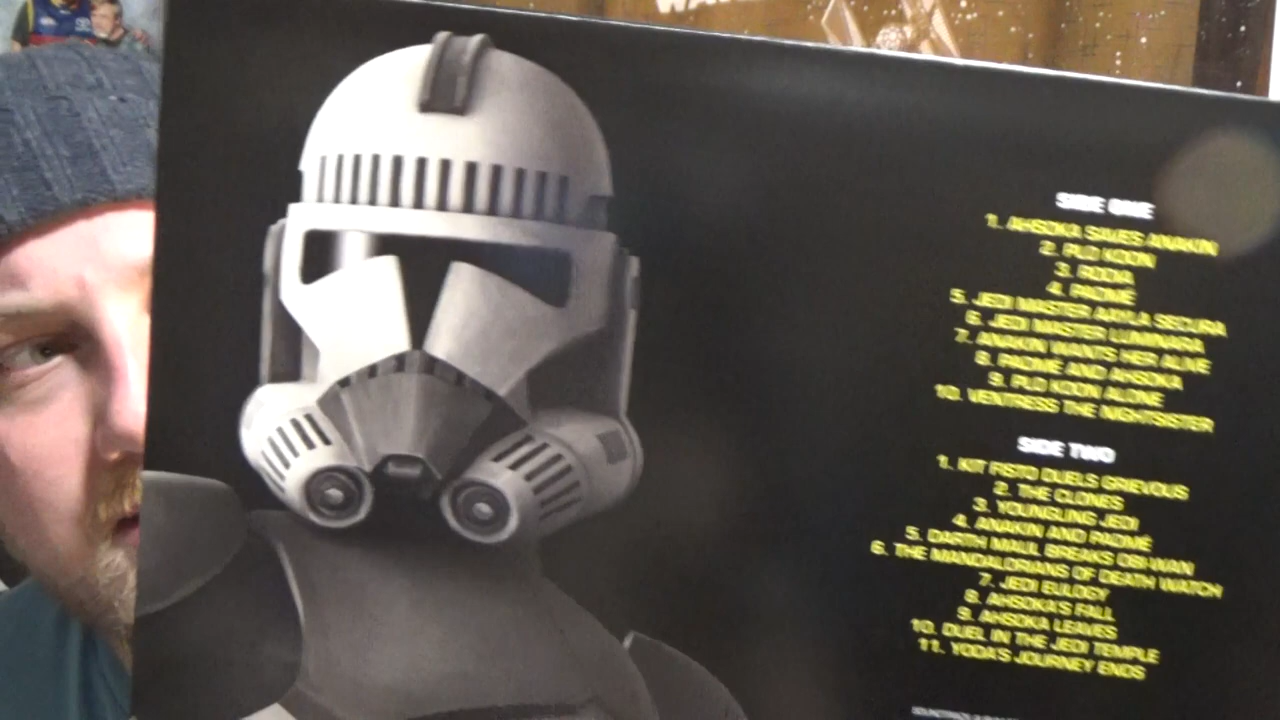 SIDE ONE
1. AHSOKA SAVES ANAKIN
2. PLO KOON
3. RODIA
4. PADMÉ
5. JEDI MASTER AAYLA SECURA
6. JEDI MASTER LUMINARA
7. ANAKIN WANTS HER ALIVE
8. PADMÉ AND AHSOKA
9. PLO KOON ALONE
10. VENTRESS THE NIGHTSISTER
SIDE TWO
1. KIT FISTO DUELS GRIEVOUS
2. THE CLONES
3. YOUNGLING JEDI
4. ANAKIN AND PADMÉ
5. DARTH MAUL BREAKS OBI-WAN
6. THE MANDALORIANS OF DEATH WATCH
7. JEDI EULOGY
8. AHSOKA'S FALL
9. AHSOKA LEAVES
10. DUEL IN THE JEDI TEMPLE
11. YODA'S JOURNEY ENDS